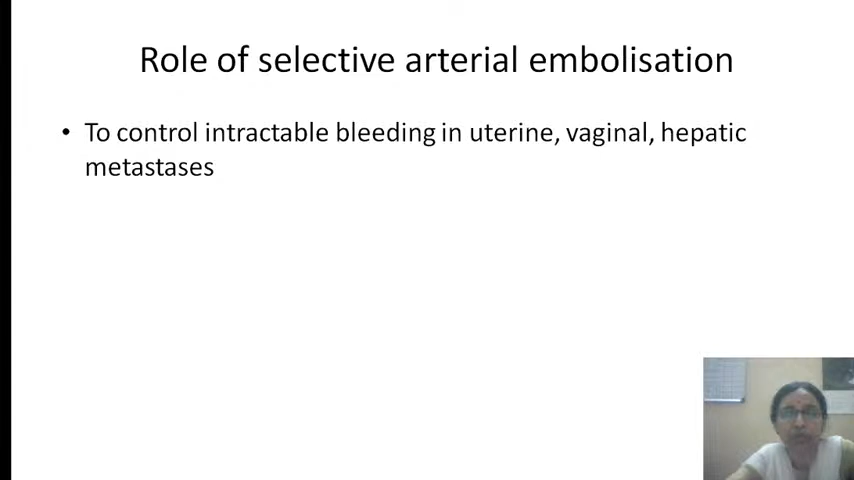 Role of selective arterial embolisation
• To control intractable bleeding in uterine, vaginal, hepatic
metastases